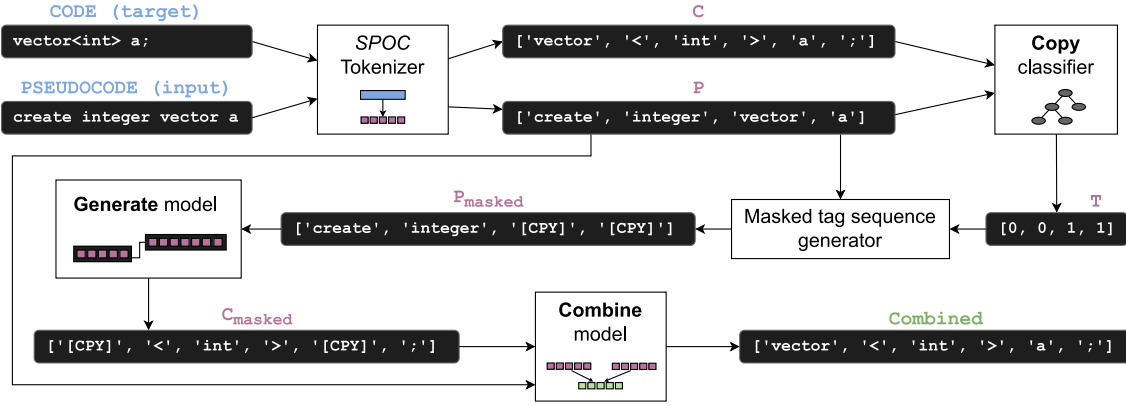 CODE (target)
vector<int> a;
PSEUDOCODE (input)
create integer vector a
SPOC
Tokenizer
C
['vector', '<', 'int', '>', 'a', ';']
P
['create', 'integer', 'vector', 'a']
Copy
classifier
T
[0, 0, 1, 1]
Masked tag sequence
generator
Pmasked
['create', 'integer', '[CPY]', '[CPY]']
Generate model
Cmasked
['[CPY]', '<', 'int', '>', '[CPY]', ';']
Combine
model
Combined
['vector', '<', 'int', '>', 'a', ';']